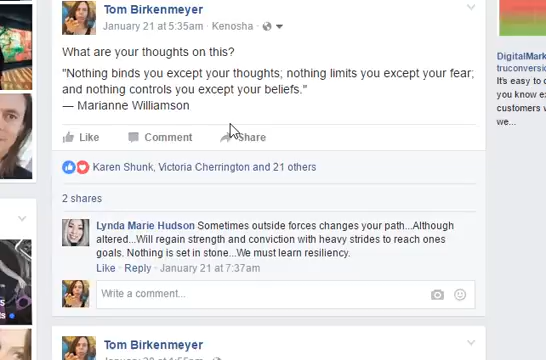 Tom Birkenmeyer
January 21 at 5:35am · Kenosha ·
What are your thoughts on this?
"Nothing binds you except your thoughts; nothing limits you except your fear;
and nothing controls you except your beliefs."
— Marianne Williamson
Like Comment Share
Karen Shunk, Victoria Cherrington and 21 others
2 shares
Lynda Marie Hudson Sometimes outside forces changes your path...Although
altered...Will regain strength and conviction with heavy strides to reach ones
goals. Nothing is set in stone...We must learn resiliency.
Like · Reply · January 21 at 7:37am
Write a comment...
Tom Birkenmeyer
DigitalMark
truconversion
It's easy to
you know e
customers w
we...